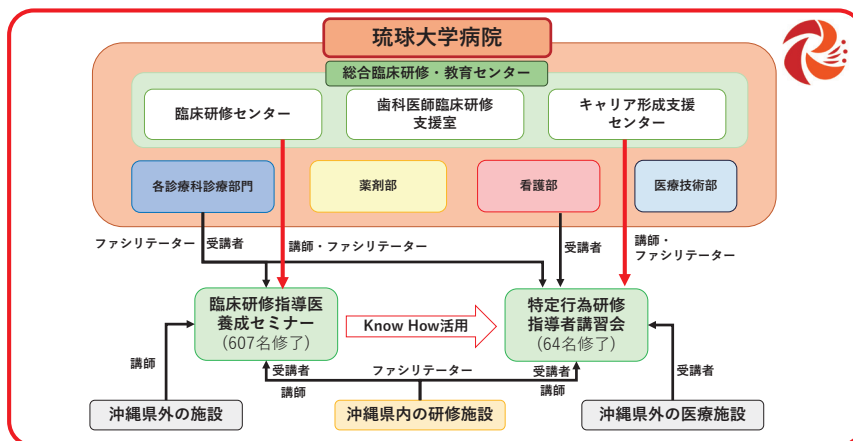 琉球大学病院
総合臨床研修・教育センター
臨床研修センター
歯科医師臨床研修
支援室
キャリア形成支援
センター
各診療科診療部門
薬剤部
看護部
医療技術部
ファシリテーター
受講者
講師・ファシリテーター
受講者
講師・
ファシリテーター
臨床研修指導医
養成セミナー
(607名修了)
Know How活用
特定行為研修
指導者講習会
(64名修了)
講師
受講者
講師
ファシリテーター
受講者
講師
受講者
沖縄県外の施設
沖縄県内の研修施設
沖縄県外の医療施設